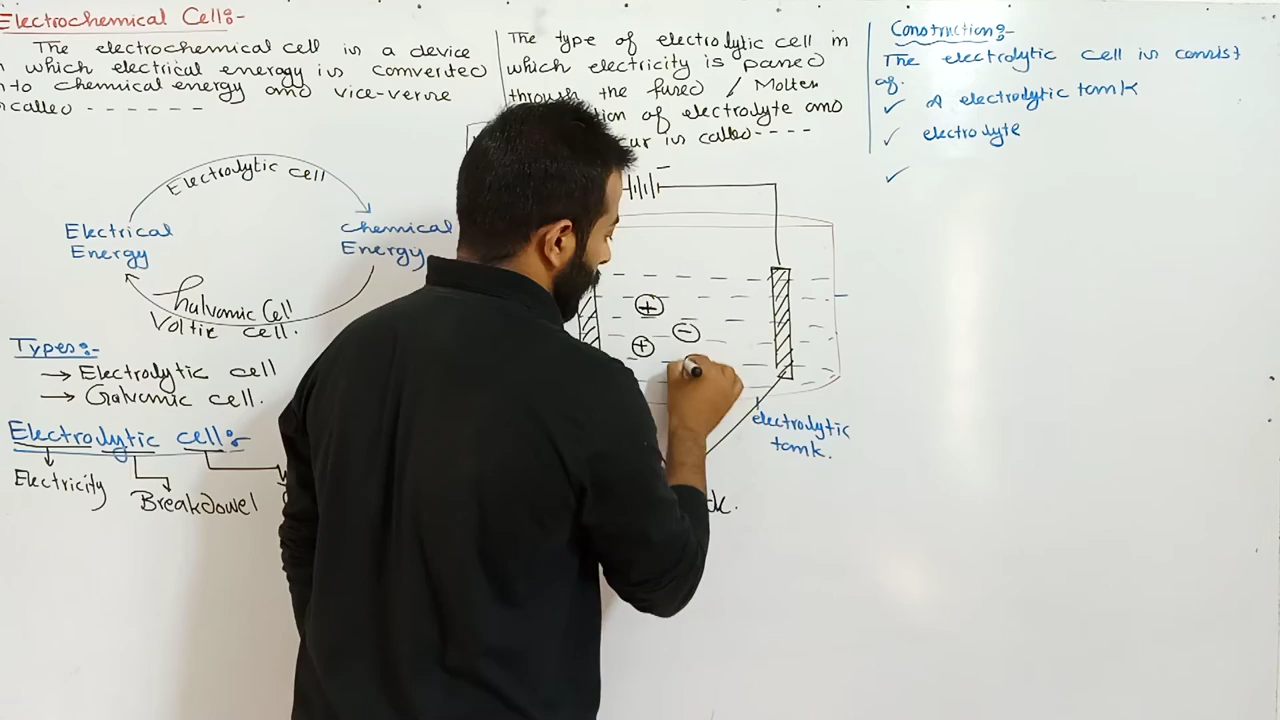 Electrochemical Cell:-
The electrochemical cell is a device
which electrical energy is converted
to chemical energy and vice-verse
called ------
Electrolytic cell
Electrical
Energy
chemical
Energy
Galvanic Cell
Voltic cell.
Types:-
→ Electrolytic cell
→ Galvanic cell.
Electrolytic cell:-
Electricity
Breakdowel
The type of electrolytic cell in
which electricity is pased
through the fused / Molten
of electrolyte and
is called----
−
+
−
+
electrolytic
tank.
Construction:-
The electrolytic cell is consist
of.
✓ A electrolytic tank
✓ electrolyte
✓